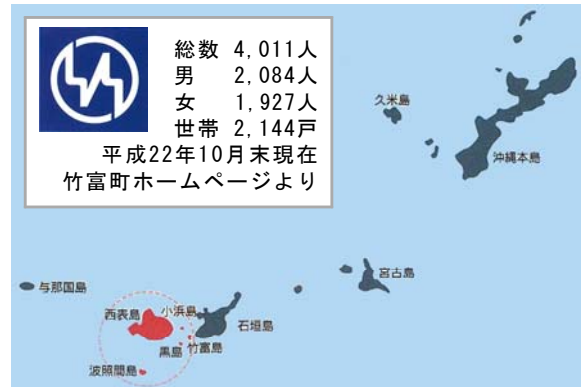 総数 4,011人
男 2,084人
女 1,927人
世帯 2,144戸
平成22年10月末現在
竹富町ホームページより
久米島
沖縄本島
宮古島
与那国島
西表島
小浜島
石垣島
黒島
竹富島
波照間島